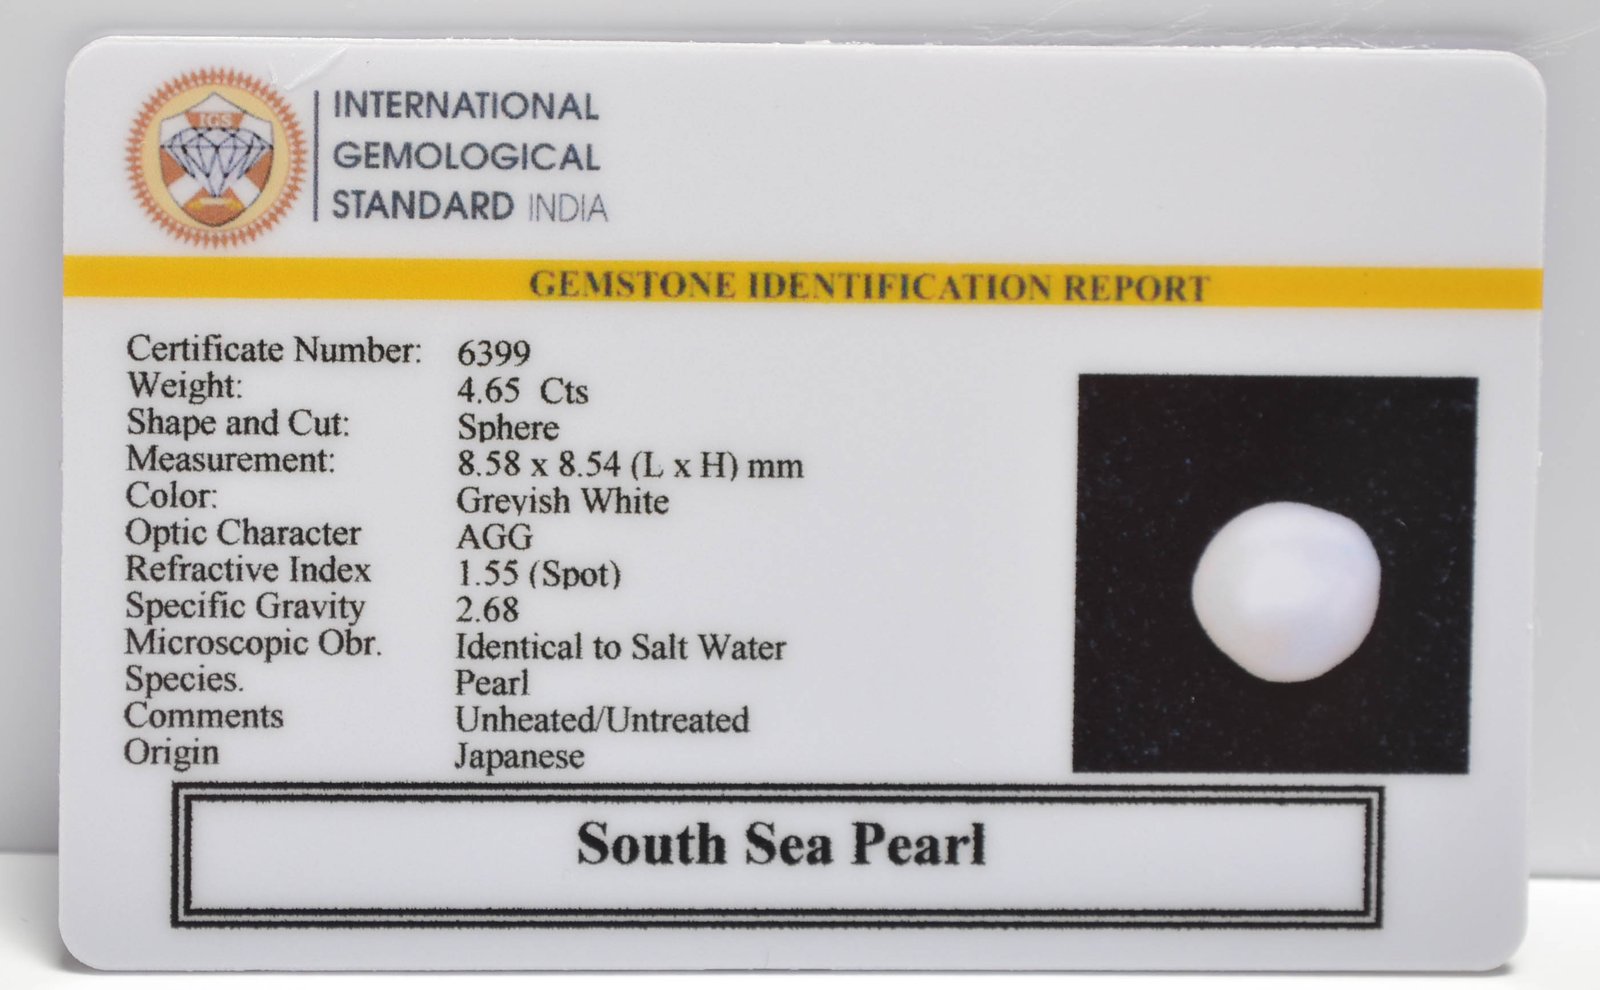 IGS
INTERNATIONAL
GEMOLOGICAL
STANDARD INDIA
GEMSTONE IDENTIFICATION REPORT
Certificate Number: 6399
Weight: 4.65 Cts
Shape and Cut: Sphere
Measurement: 8.58 x 8.54 (L x H) mm
Color: Greyish White
Optic Character AGG
Refractive Index 1.55 (Spot)
Specific Gravity 2.68
Microscopic Obr. Identical to Salt Water
Species. Pearl
Comments Unheated/Untreated
Origin Japanese
South Sea Pearl